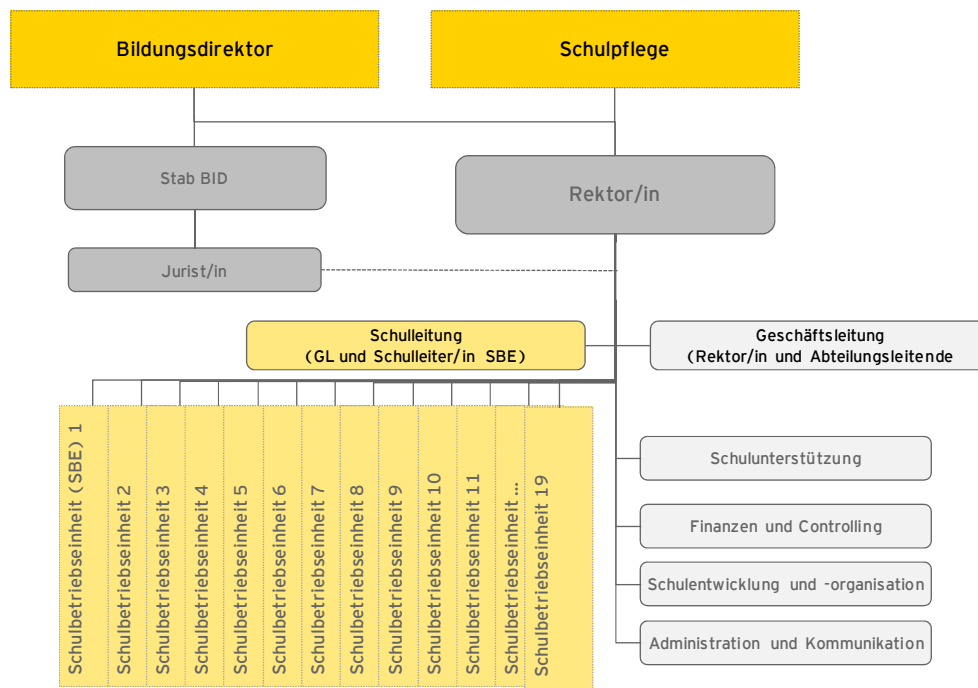 Bildungsdirektor
Schulpflege
Stab BID
Rektor/in
Jurist/in
Schulleitung
(GL und Schulleiter/in SBE)
Geschäftsleitung
(Rektor/in und Abteilungsleitende
Schulbetriebseinheit (SBE) 1
Schulbetriebseinheit 2
Schulbetriebseinheit 3
Schulbetriebseinheit 4
Schulbetriebseinheit 5
Schulbetriebseinheit 6
Schulbetriebseinheit 7
Schulbetriebseinheit 8
Schulbetriebseinheit 9
Schulbetriebseinheit 10
Schulbetriebseinheit 11
Schulbetriebseinheit ...
Schulbetriebseinheit 19
Schulunterstützung
Finanzen und Controlling
Schulentwicklung und -organisation
Administration und Kommunikation